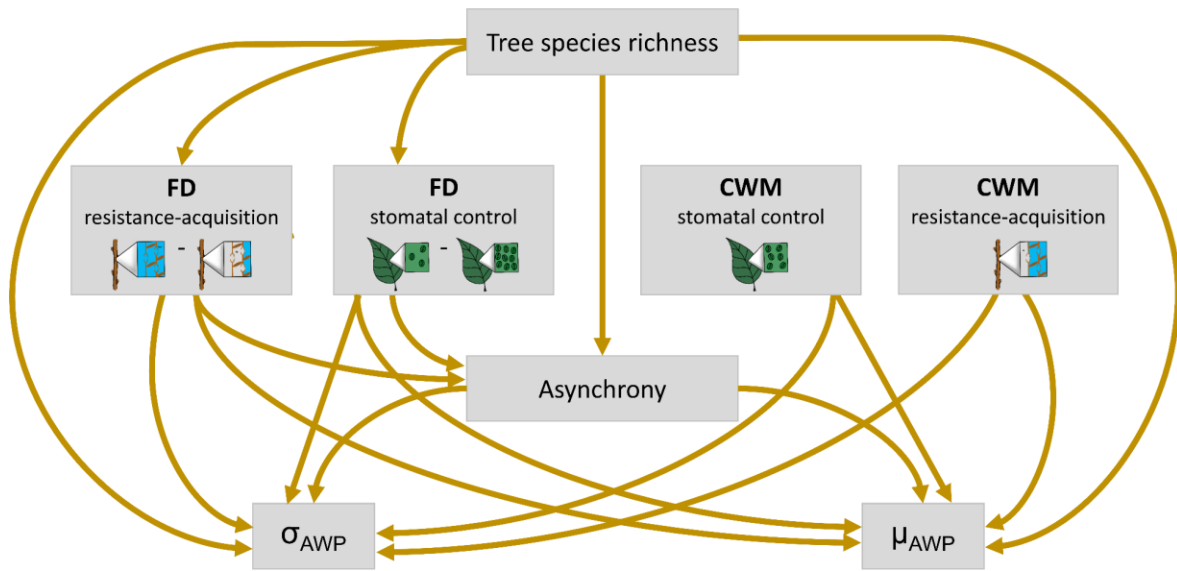 Tree species richness
FD
resistance-acquisition
-
FD
stomatal control
-
CWM
stomatal control
CWM
resistance-acquisition
Asynchrony
σAWP
μAWP